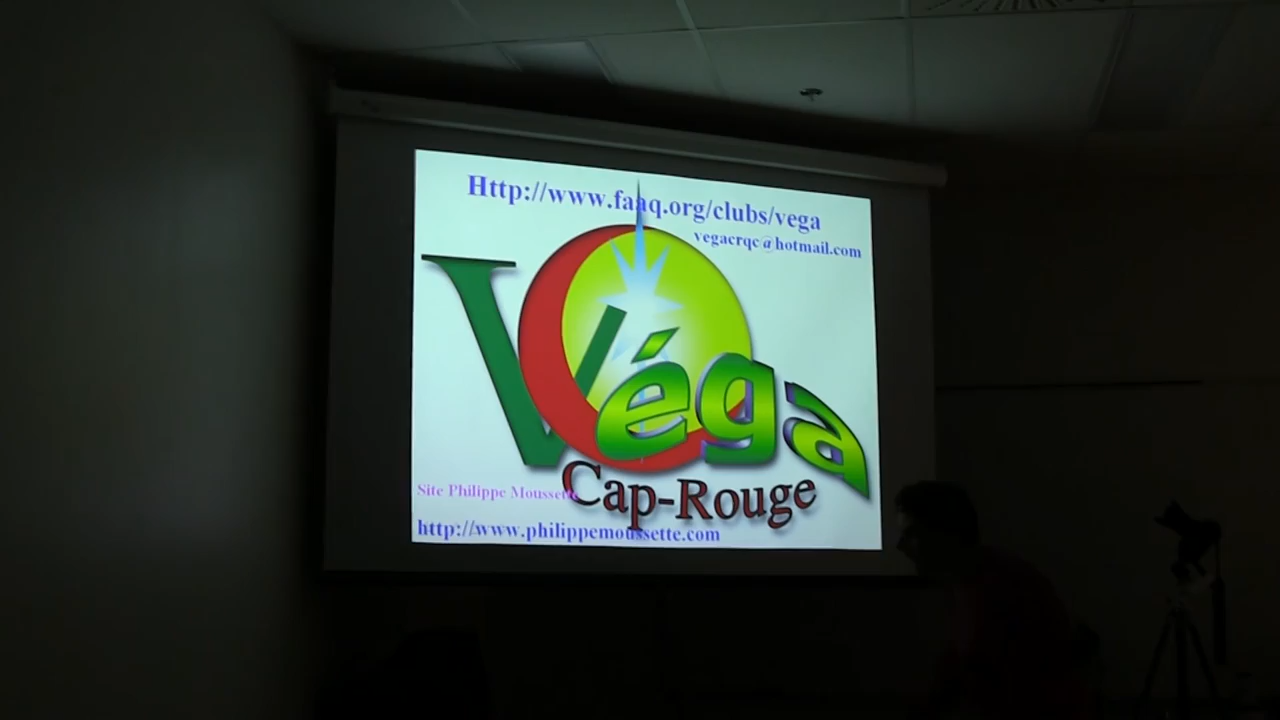 Http://www.faaq.org/clubs/vega
vegacrqc@hotmail.com
Véga
Cap-Rouge
Site Philippe Moussette
http://www.philippemoussette.com